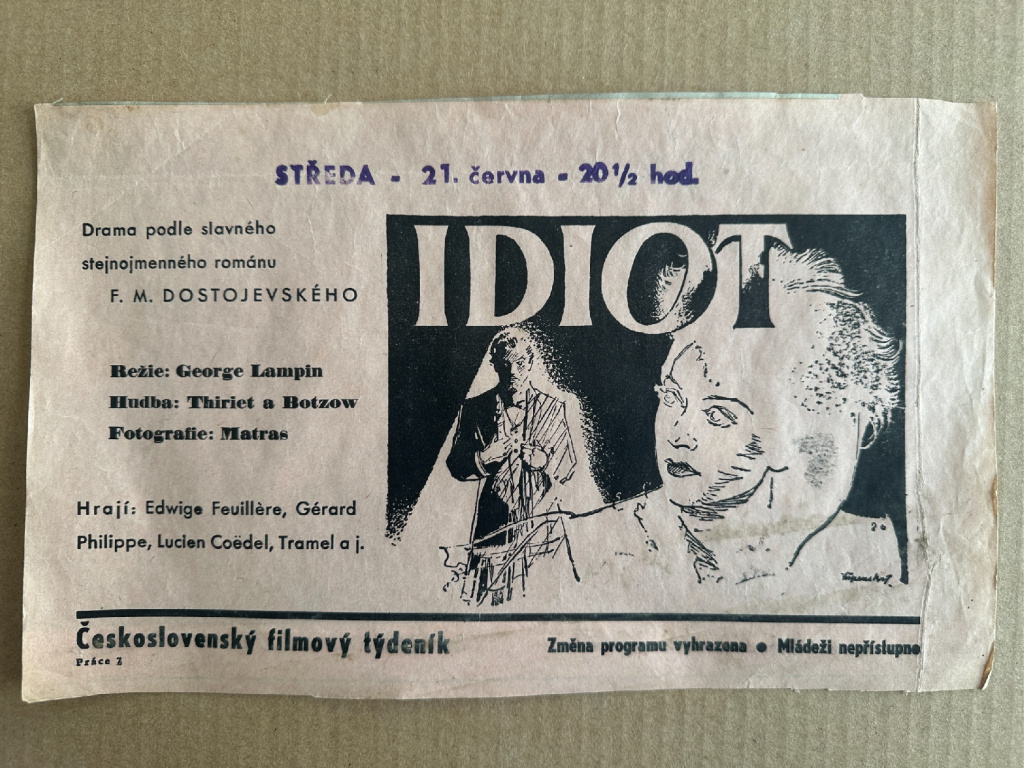 STŘEDA - 21. června - 20 1/2 hod.
Drama podle slavného
stejnojmenného románu
F. M. DOSTOJEVSKÉHO
IDIOT
Režie: George Lampin
Hudba: Thiriet a Botzow
Fotografie: Matras
Hrají: Edwige Feuillère, Gérard
Philippe, Lucien Coëdel, Tramel a j.
Československý filmový týdeník
Práce Z
Změna programu vyhrazena ● Mládeži nepřístupno